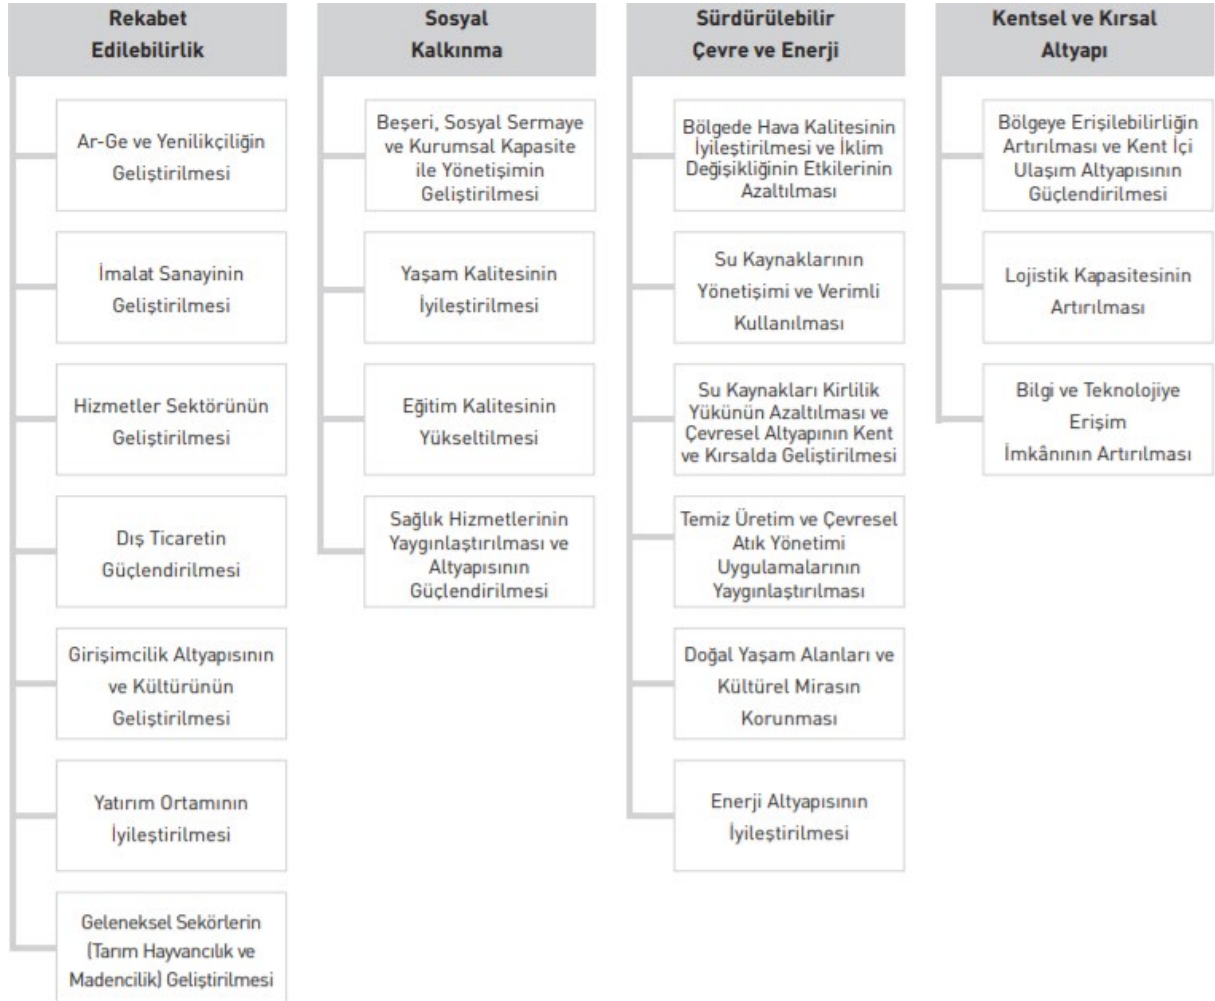 Rekabet
Edilebilirlik
Ar-Ge ve Yenilikçiliğin
Geliştirilmesi
İmalat Sanayinin
Geliştirilmesi
Hizmetler Sektörünün
Geliştirilmesi
Dış Ticaretin
Güçlendirilmesi
Girişimcilik Altyapısının
ve Kültürünün
Geliştirilmesi
Yatırım Ortamının
İyileştirilmesi
Geleneksel Sekörlerin
(Tarım Hayvancılık ve
Madencilik) Geliştirilmesi
Sosyal
Kalkınma
Beşeri, Sosyal Sermaye
ve Kurumsal Kapasite
ile Yönetişimin
Geliştirilmesi
Yaşam Kalitesinin
İyileştirilmesi
Eğitim Kalitesinin
Yükseltilmesi
Sağlık Hizmetlerinin
Yaygınlaştırılması ve
Altyapısının
Güçlendirilmesi
Sürdürülebilir
Çevre ve Enerji
Bölgede Hava Kalitesinin
İyileştirilmesi ve İklim
Değişikliğinin Etkilerinin
Azaltılması
Su Kaynaklarının
Yönetişimi ve Verimli
Kullanılması
Su Kaynakları Kirlilik
Yükünün Azaltılması ve
Çevresel Altyapının Kent
ve Kırsalda Geliştirilmesi
Temiz Üretim ve Çevresel
Atık Yönetimi
Uygulamalarının
Yaygınlaştırılması
Doğal Yaşam Alanları ve
Kültürel Mirasın
Korunması
Enerji Altyapısının
İyileştirilmesi
Kentsel ve Kırsal
Altyapı
Bölgeye Erişilebilirliğin
Artırılması ve Kent İçi
Ulaşım Altyapısının
Güçlendirilmesi
Lojistik Kapasitesinin
Artırılması
Bilgi ve Teknolojiye
Erişim
İmkânının Artırılması